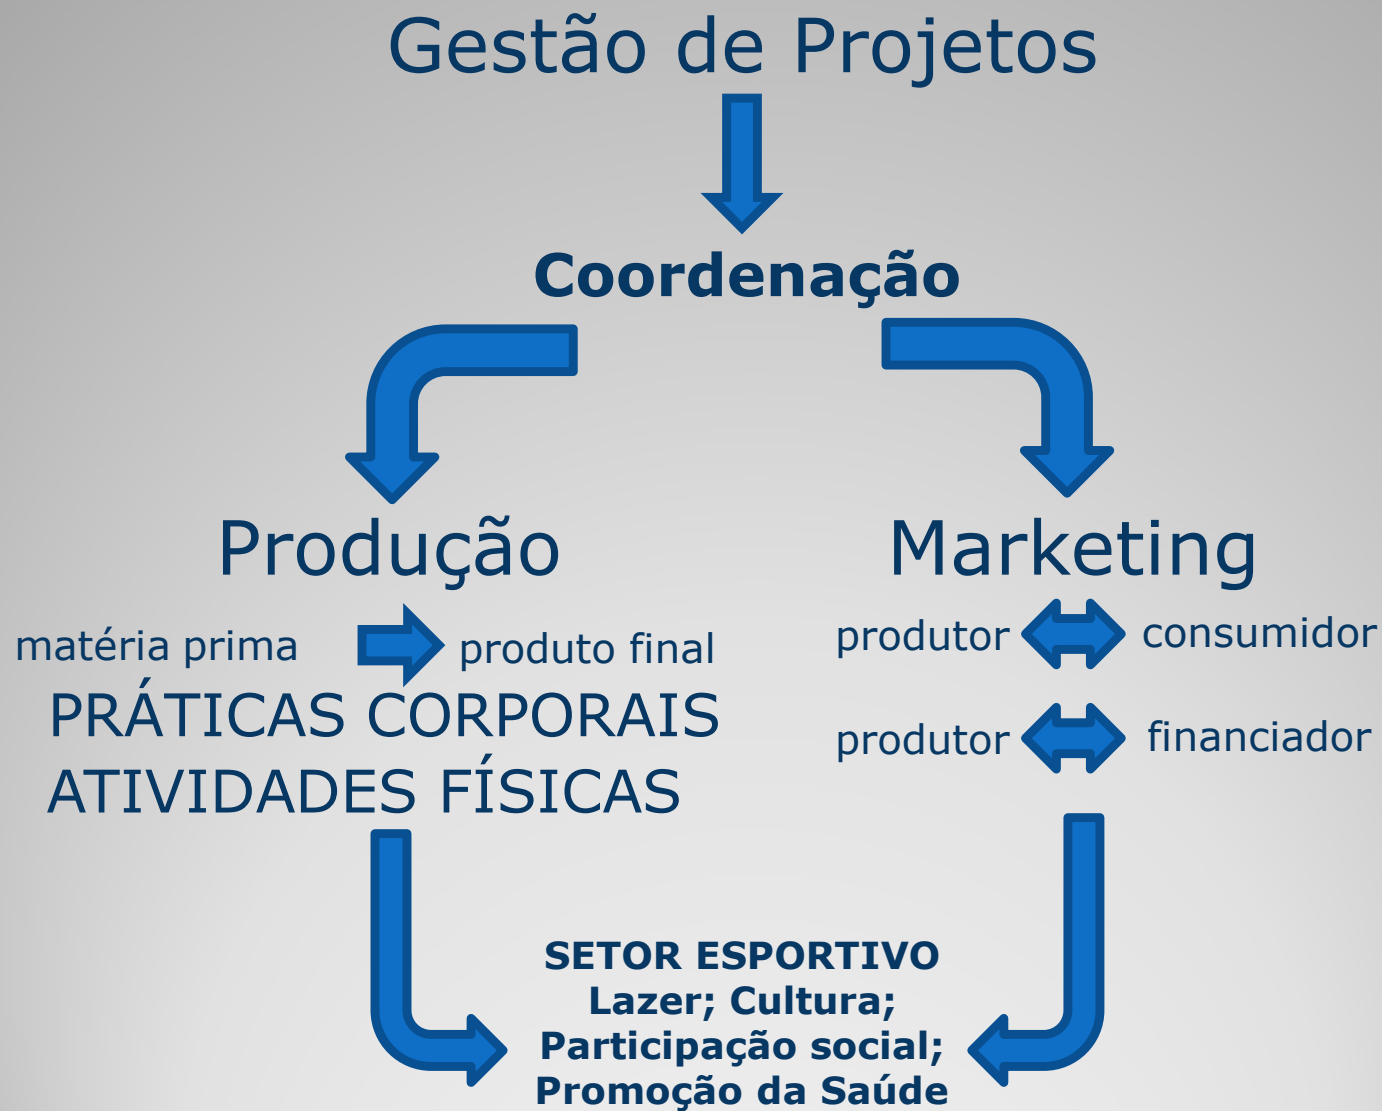 Gestão de Projetos
Coordenação
Produção
matéria prima
produto final
PRÁTICAS CORPORAIS
ATIVIDADES FÍSICAS
Marketing
produtor
consumidor
produtor
financiador
SETOR ESPORTIVO
Lazer; Cultura;
Participação social;
Promoção da Saúde